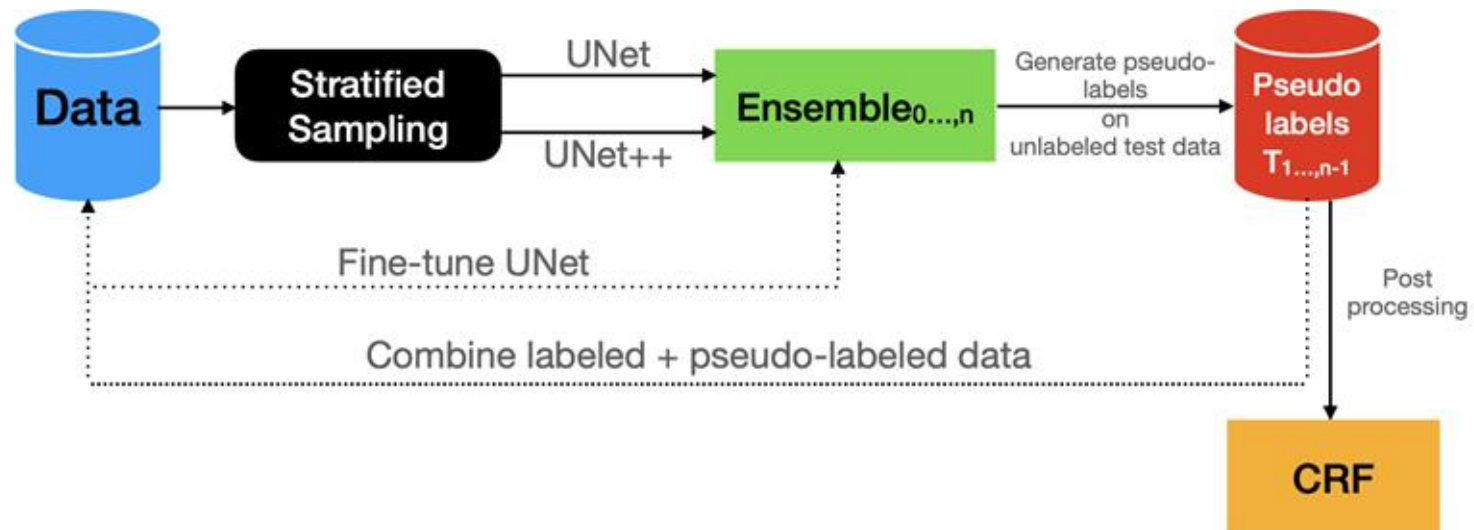 Data
Stratified
Sampling
UNet
UNet++
Ensemble0...,n
Generate pseudo-
labels
on
unlabeled test data
Pseudo
labels
T1...,n-1
Fine-tune UNet
Combine labeled + pseudo-labeled data
Post
processing
CRF